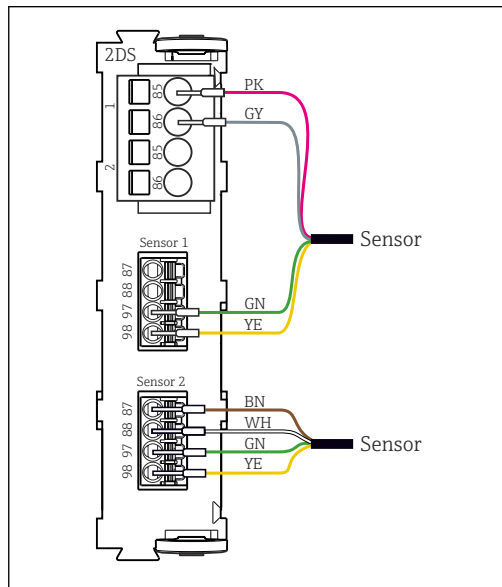 2DS
1
85
PK
86
GY
2
85
86
Sensor
Sensor 1
87
88
97
GN
98
YE
Sensor 2
87
BN
88
WH
97
GN
Sensor
98
YE